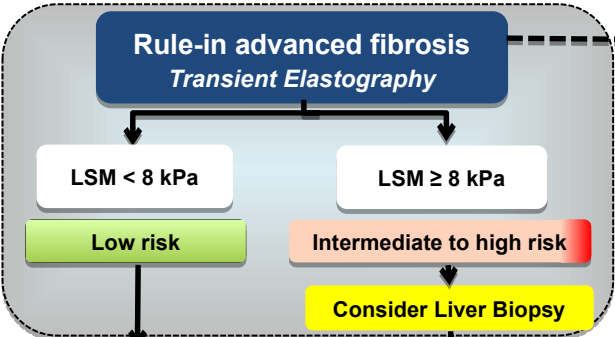 Rule-in advanced fibrosis
Transient Elastography
LSM < 8 kPa
LSM ≥ 8 kPa
Low risk
Intermediate to high risk
Consider Liver Biopsy